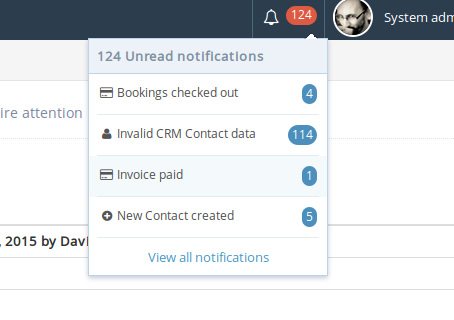 124 System adm
124 Unread notifications
Bookings checked out 4
ire attention
Invalid CRM Contact data 114
Invoice paid 1
New Contact created 5
, 2015 by Davi
View all notifications